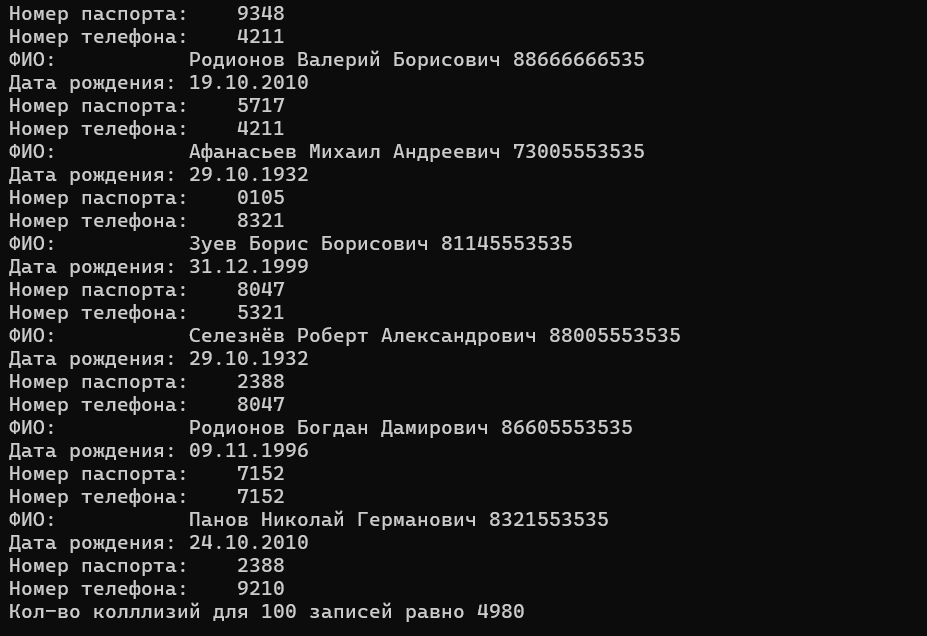 Номер паспорта:    9348
Номер телефона:    4211
ФИО:           Родионов Валерий Борисович 88666666535
Дата рождения: 19.10.2010
Номер паспорта:    5717
Номер телефона:    4211
ФИО:           Афанасьев Михаил Андреевич 73005553535
Дата рождения: 29.10.1932
Номер паспорта:    0105
Номер телефона:    8321
ФИО:           Зуев Борис Борисович 81145553535
Дата рождения: 31.12.1999
Номер паспорта:    8047
Номер телефона:    5321
ФИО:           Селезнёв Роберт Александрович 88005553535
Дата рождения: 29.10.1932
Номер паспорта:    2388
Номер телефона:    8047
ФИО:           Родионов Богдан Дамирович 86605553535
Дата рождения: 09.11.1996
Номер паспорта:    7152
Номер телефона:    7152
ФИО:           Панов Николай Германович 8321553535
Дата рождения: 24.10.2010
Номер паспорта:    2388
Номер телефона:    9210
Кол-во колллизий для 100 записей равно 4980